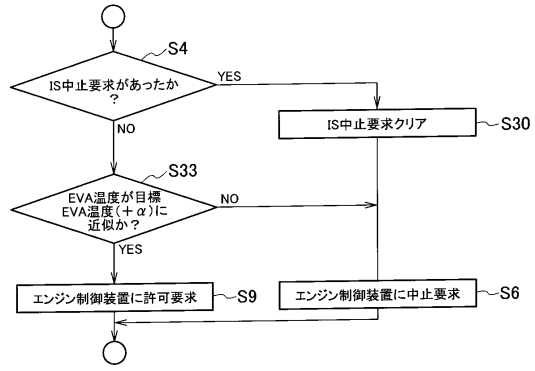 S4
IS中止要求があったか
?
YES
NO
IS中止要求クリア
S30
S33
EVA温度が目標
EVA温度(+α)に
近似か?
NO
YES
エンジン制御装置に許可要求
S9
エンジン制御装置に中止要求
S6